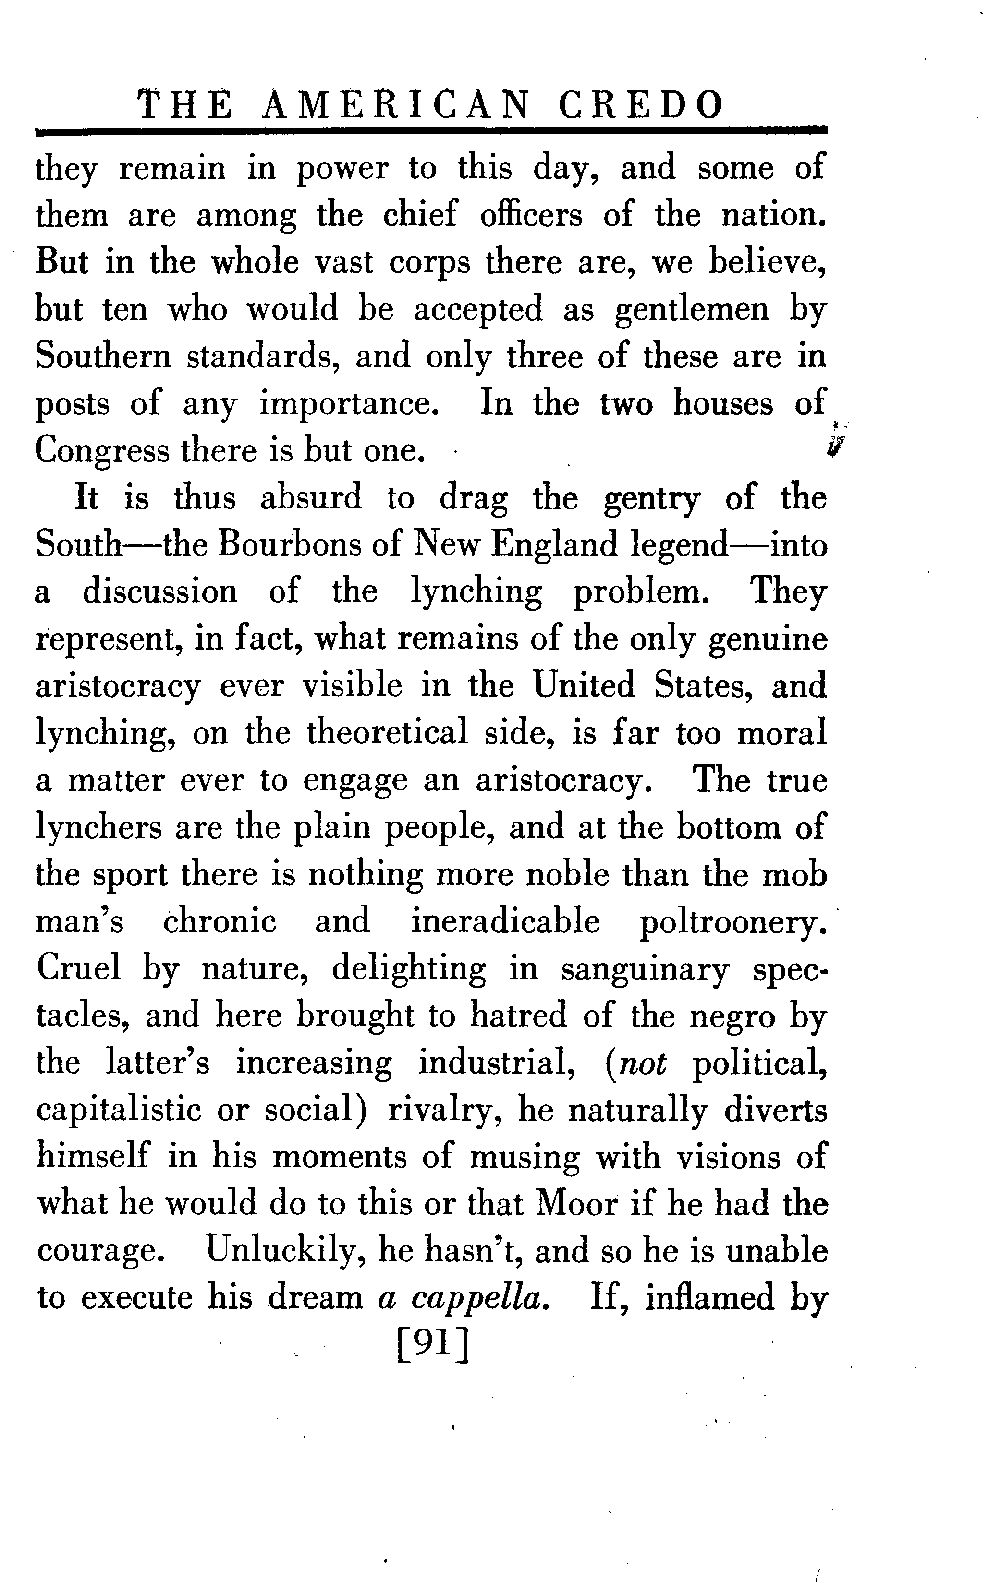 THE AMERICAN CREDO
they remain in power to this day, and some of
them are among the chief officers of the nation.
But in the whole vast corps there are, we believe,
but ten who would be accepted as gentlemen by
Southern standards, and only three of these are in
posts of any importance. In the two houses of
Congress there is but one.
It is thus absurd to drag the gentry of the
South—the Bourbons of New England legend—into
a discussion of the lynching problem. They
represent, in fact, what remains of the only genuine
aristocracy ever visible in the United States, and
lynching, on the theoretical side, is far too moral
a matter ever to engage an aristocracy. The true
lynchers are the plain people, and at the bottom of
the sport there is nothing more noble than the mob
man's chronic and ineradicable poltroonery.
Cruel by nature, delighting in sanguinary spec-
tacles, and here brought to hatred of the negro by
the latter's increasing industrial, (not political,
capitalistic or social) rivalry, he naturally diverts
himself in his moments of musing with visions of
what he would do to this or that Moor if he had the
courage. Unluckily, he hasn't, and so he is unable
to execute his dream a cappella. If, inflamed by
[91]